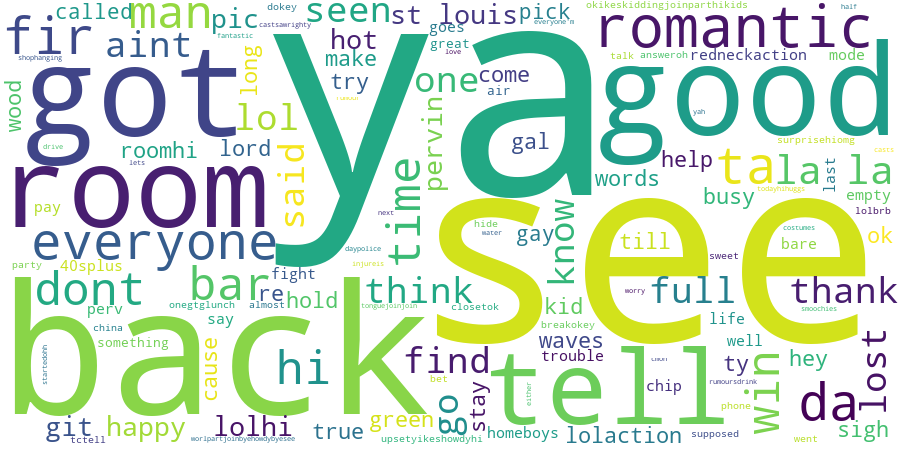 called
dokey
man
pic
seen
st louis
castsawrighty
pick
okikeskiddingjoinparthikids
everyone m
half
romantic
fir
aint
shophanging
fantastic
long
hot
make
goes
great
love
talk
answeroh
redneckaction
mode
wood
got
ya
good
one
try
come
air
yah
lol
roomhi
lord
said
time
pervin
gal
help
words
ta
la la
surprisehiomg
last
casts
drive
lets
room
pay
everyone
know
gay
busy
empty
todayruhuggs
lolbrb
next
hide
water
till
costumes
bare
ok
see
daypolice
injureis
party
40splus
dont
bar
re
fight
hold
think
closetok
kid
full
sweet
worry
smoochies
thank
perv
onegtglunch
almost
tonguejoinjoin
say
china
something
back
cause
breakokey
waves
life
well
startedohh
hi
find
trouble
ty
hey
lost
tell
chon
chip
rumoursdrink
win
da
bet
stay
go
either
phone
git
happy
lolhi
true
green
homeboys
lolaction
supposed
went
sigh
tctell
worlpartjoinbyehowdybyesee
upsetyikeshowdyhi